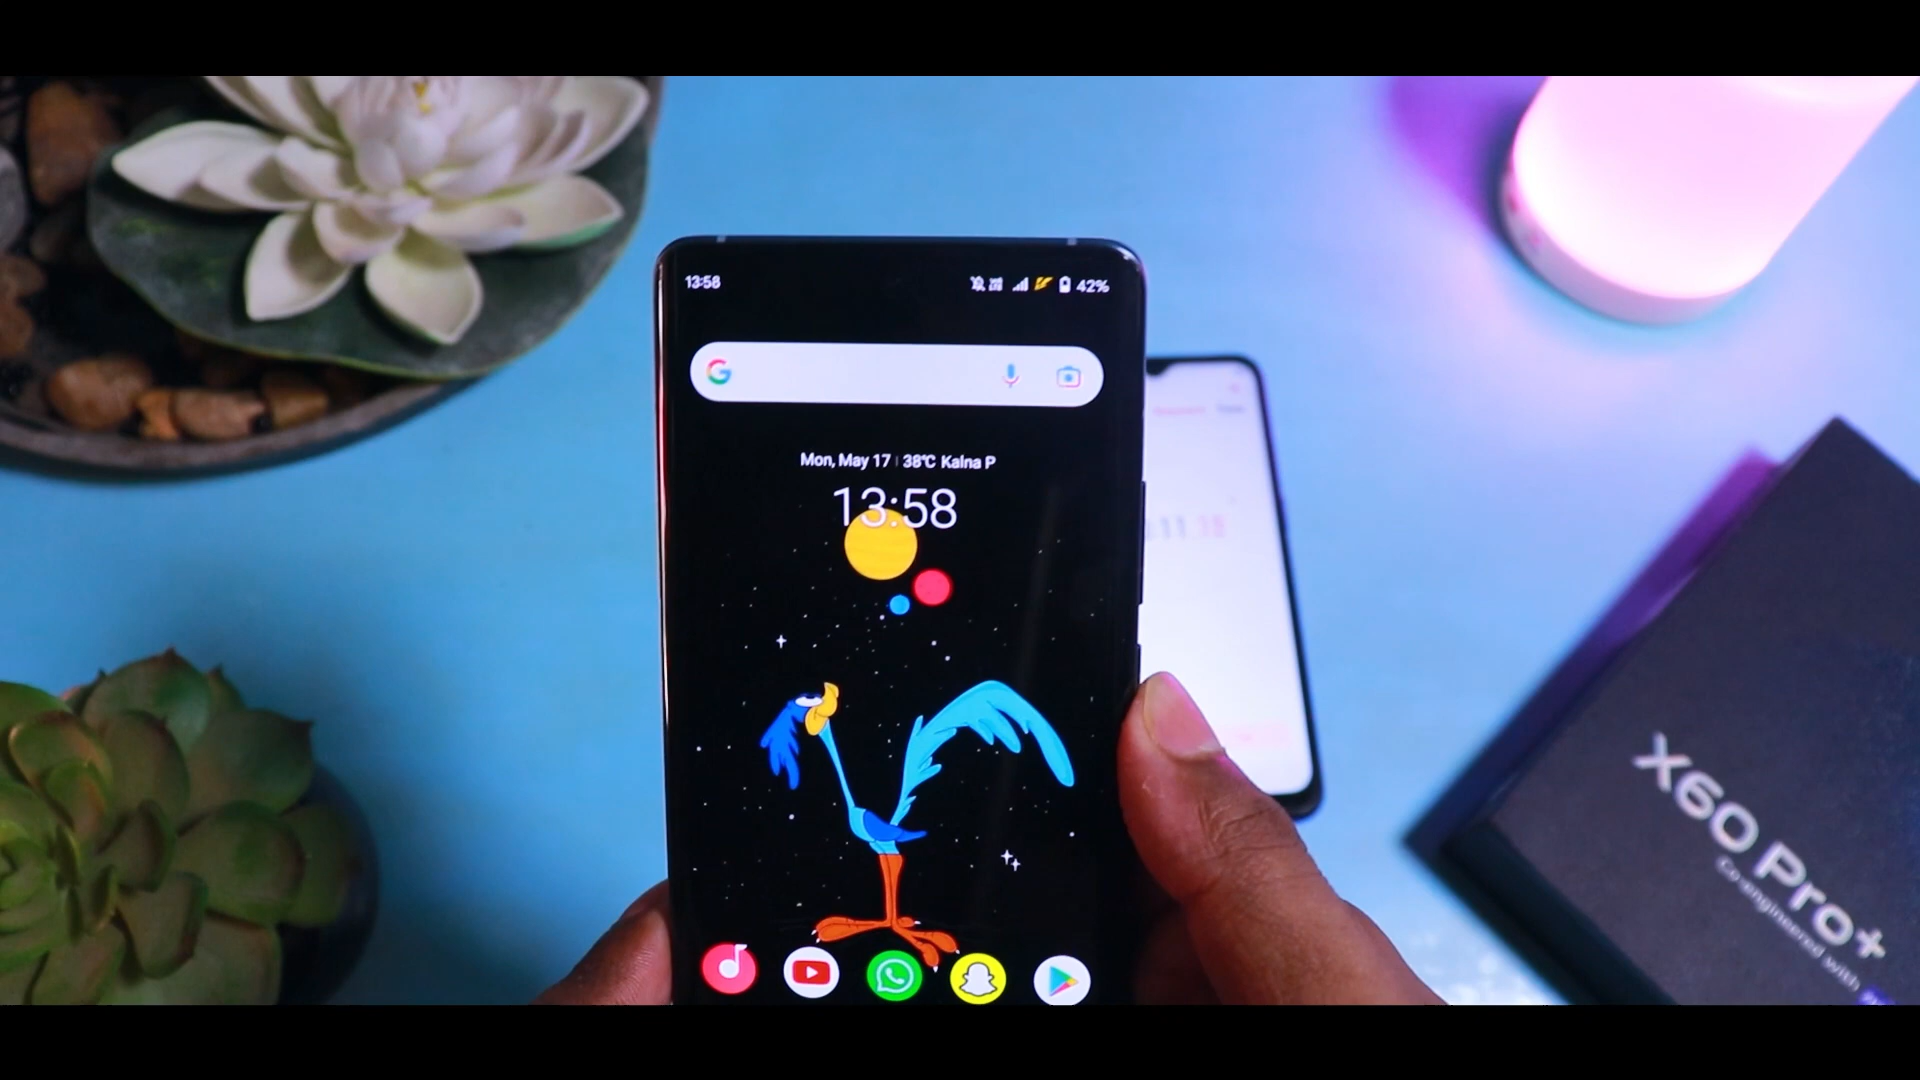 13:58
42%
Mon, May 17 | 38°C Kalna P
13:58
X60 Pro+
Co-engineered with